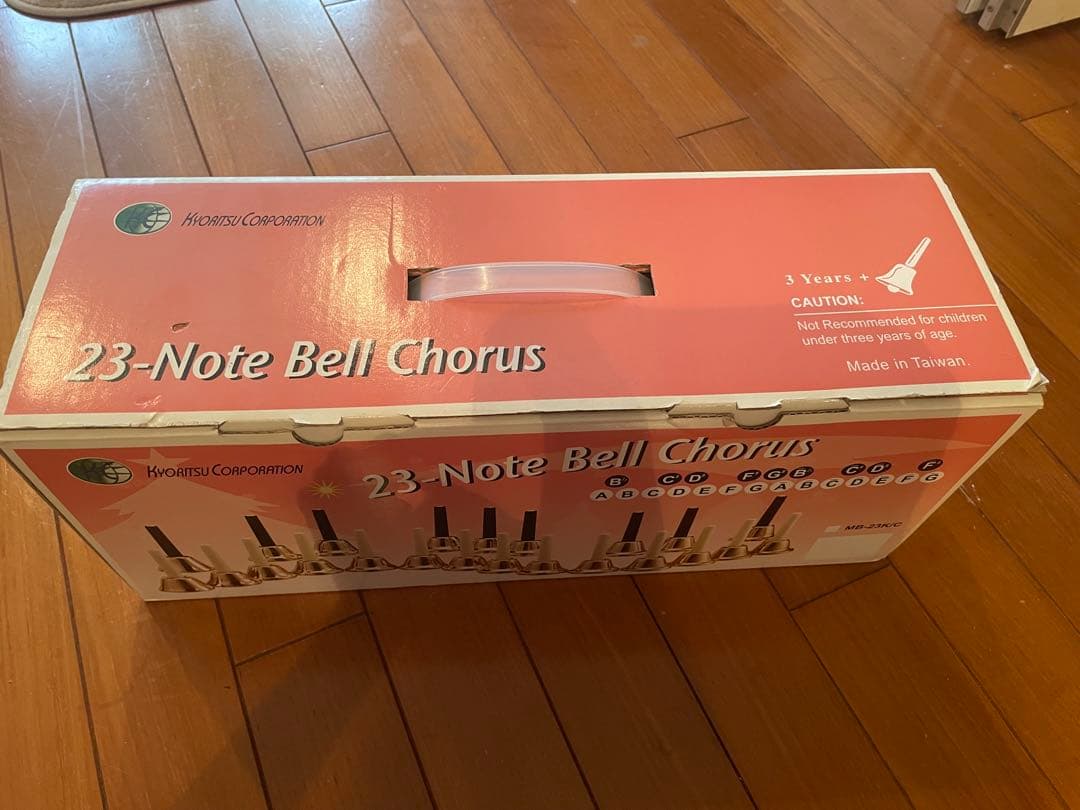 KYORITSU CORPORATION
3 Years +
CAUTION:
Not Recommended for children
under three years of age.
Made in Taiwan.
23-Note Bell Chorus
KYORITSU CORPORATION
23-Note Bell Chorus
B♭ C♯ D♯ F♯ G♯ B♭ C♯ D♯ F♯
A B C D E F G A B C D E F G
MB-23K/C